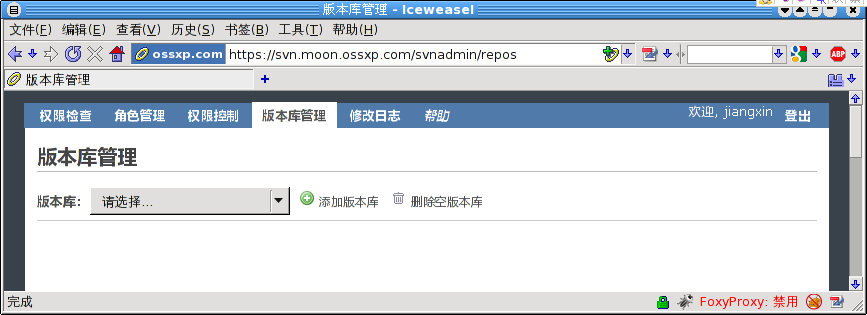 版本库管理 - Iceweasel
文件(F) 编辑(E) 查看(V) 历史(S) 书签(B) 工具(T) 帮助(H)
ossxp.com https://svn.moon.ossxp.com/svnadmin/repos
ABP
版本库管理
权限检查 角色管理 权限控制 版本库管理 修改日志 帮助 欢迎, jiangxin 登出
版本库管理
版本库: 请选择... 添加版本库 删除空版本库
完成 FoxyProxy: 禁用